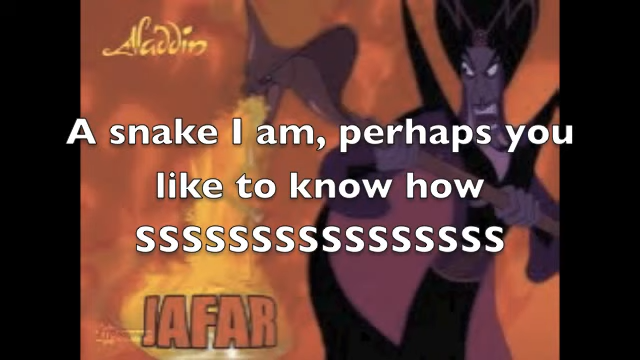 Aladdin
A snake I am, perhaps you
like to know how
SSSSSSSSSSSSSSSS
JAFAR